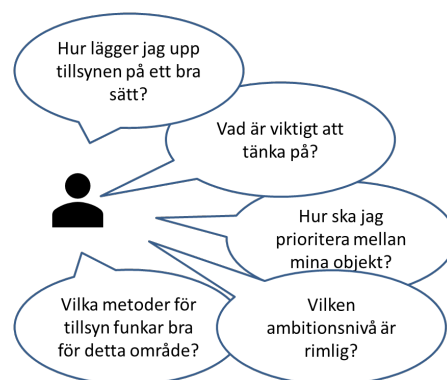 Hur lägger jag upp
tillsynen på ett bra
sätt?
Vad är viktigt att
tänka på?
Hur ska jag
prioritera mellan
mina objekt?
Vilka metoder för
tillsyn funkar bra
för detta område?
Vilken
ambitionsnivå är
rimlig?